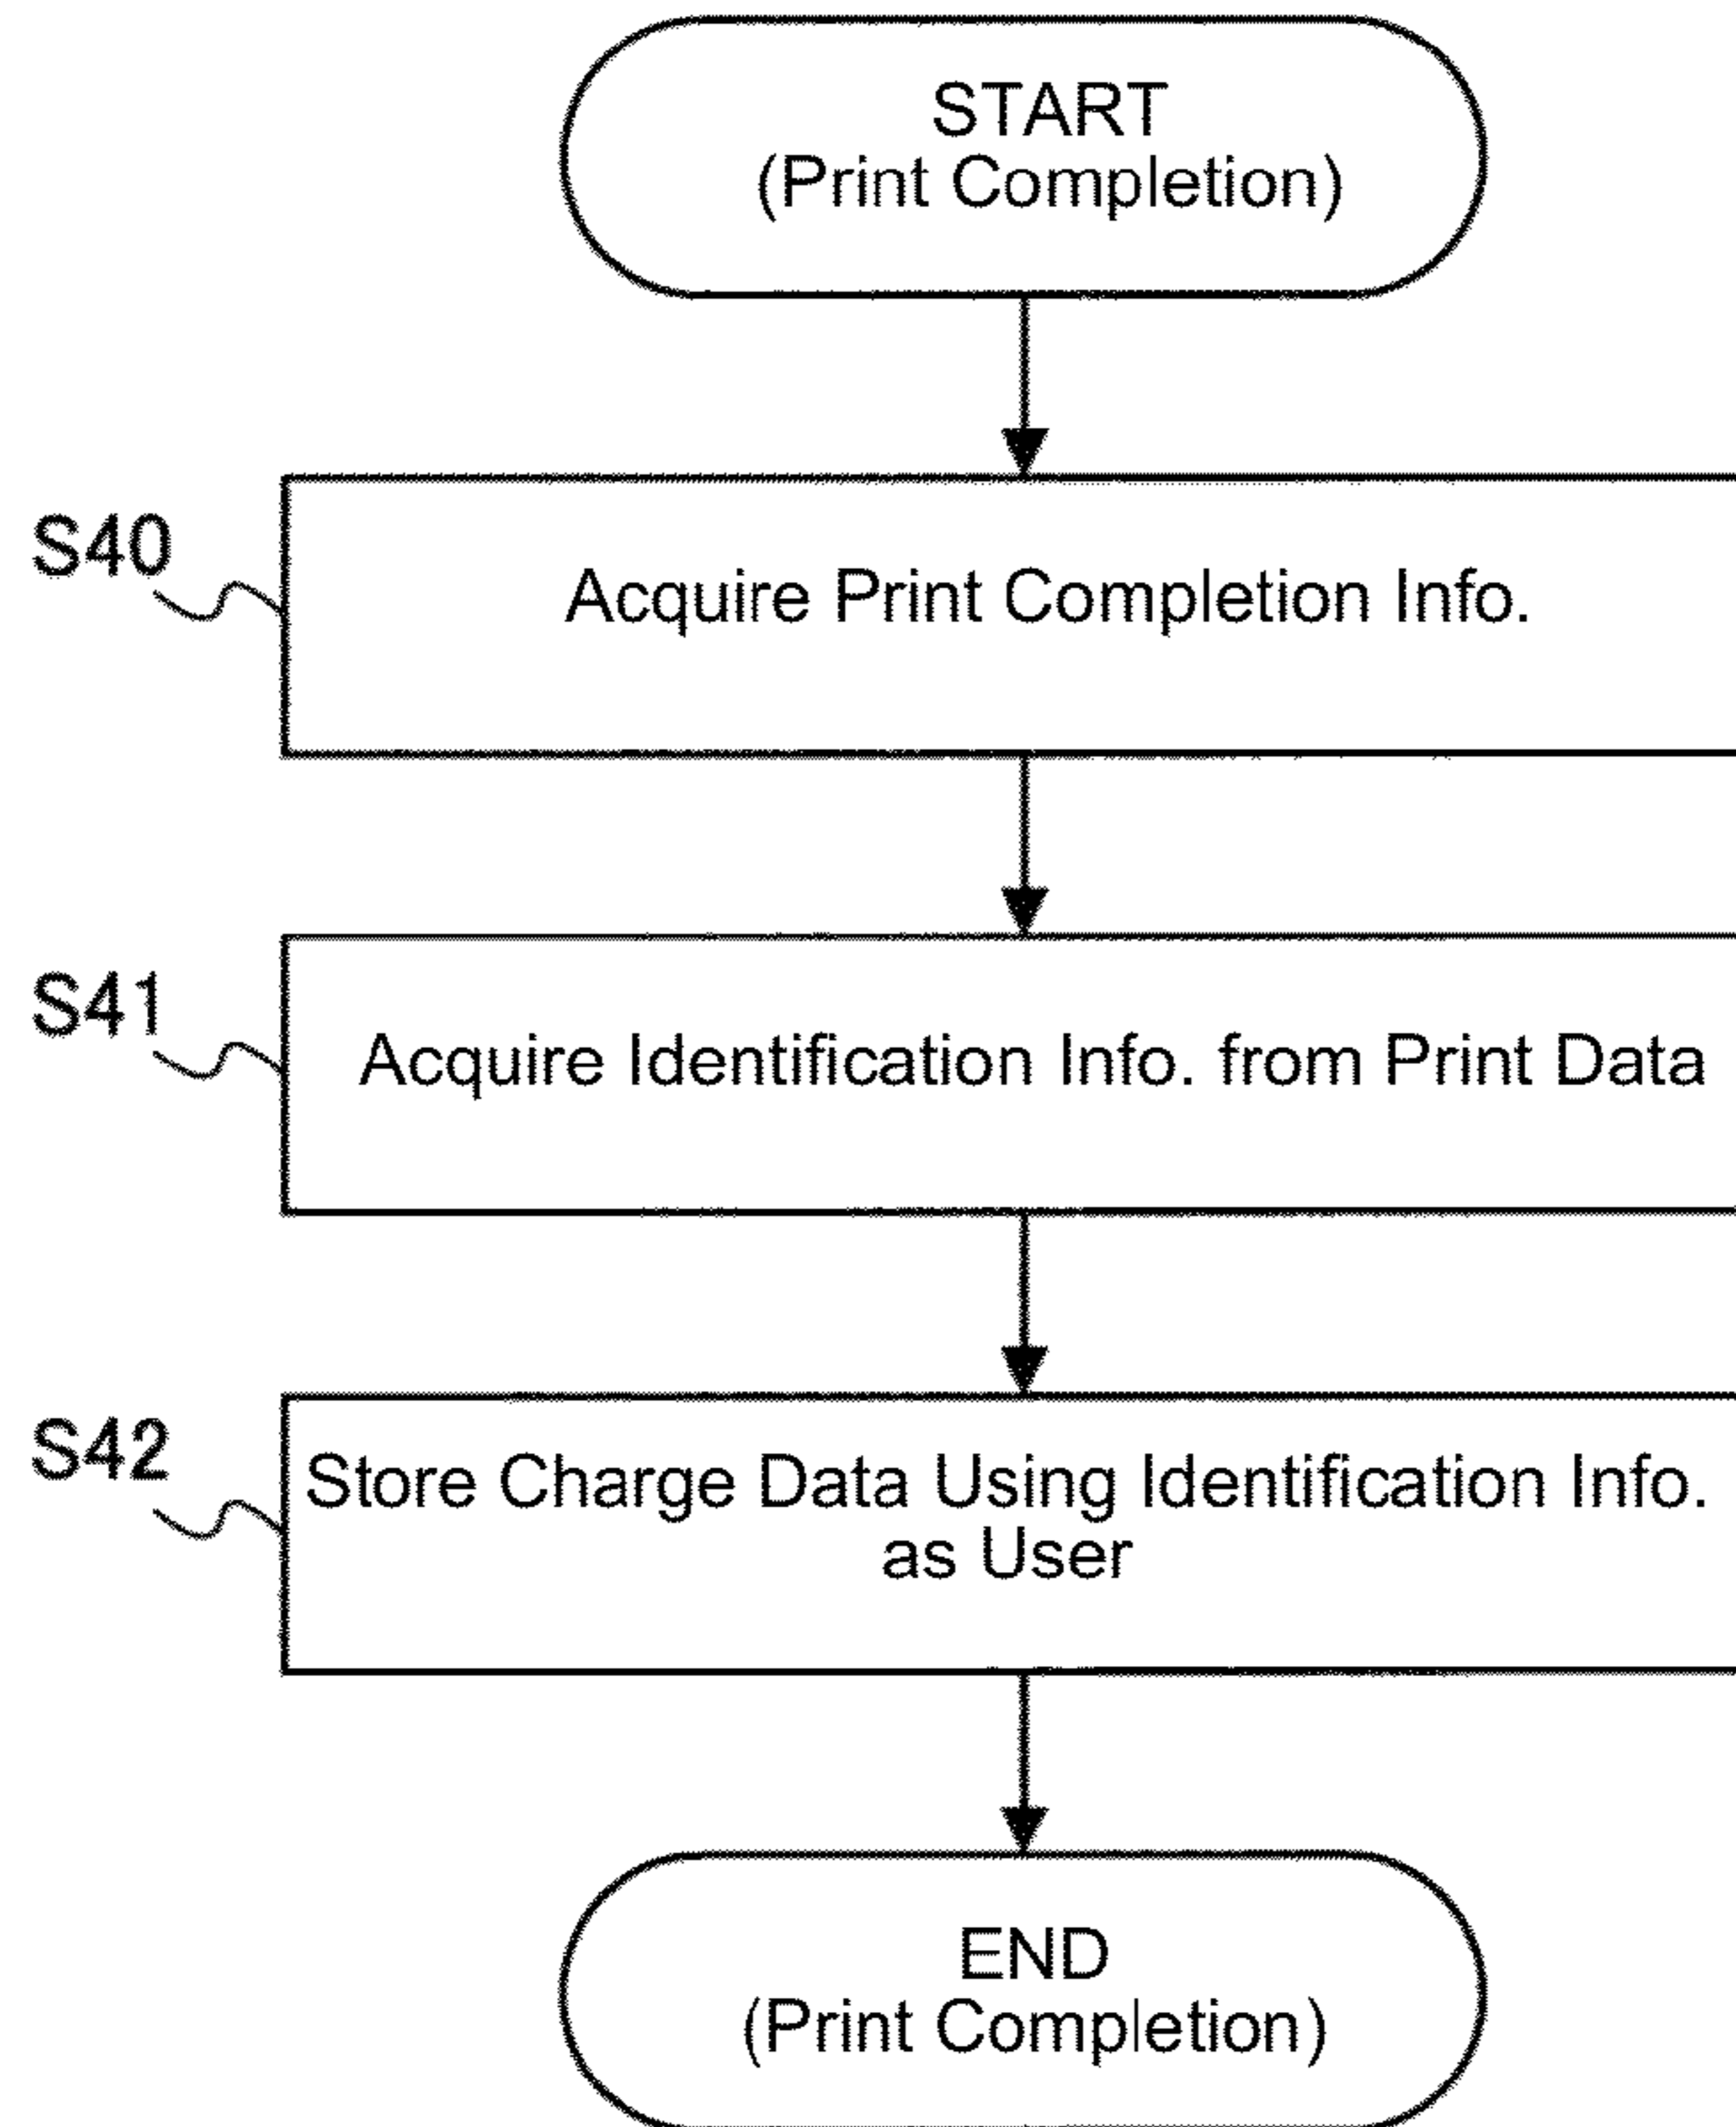 START
(Print Completion)
S40
Acquire Print Completion Info.
S41
Acquire Identification Info. from Print Data
S42
Store Charge Data Using Identification Info.
as User
END
(Print Completion)